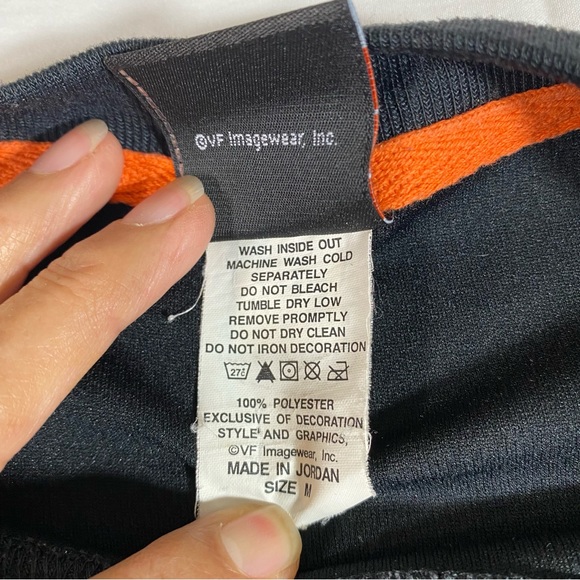 ©VF Imagewear, Inc.
WASH INSIDE OUT
MACHINE WASH COLD
SEPARATELY
DO NOT BLEACH
TUMBLE DRY LOW
REMOVE PROMPTLY
DO NOT DRY CLEAN
DO NOT IRON DECORATION
100% POLYESTER
EXCLUSIVE OF DECORATION
STYLE AND GRAPHICS,
©VF Imagewear, Inc.
MADE IN JORDAN
SIZE M